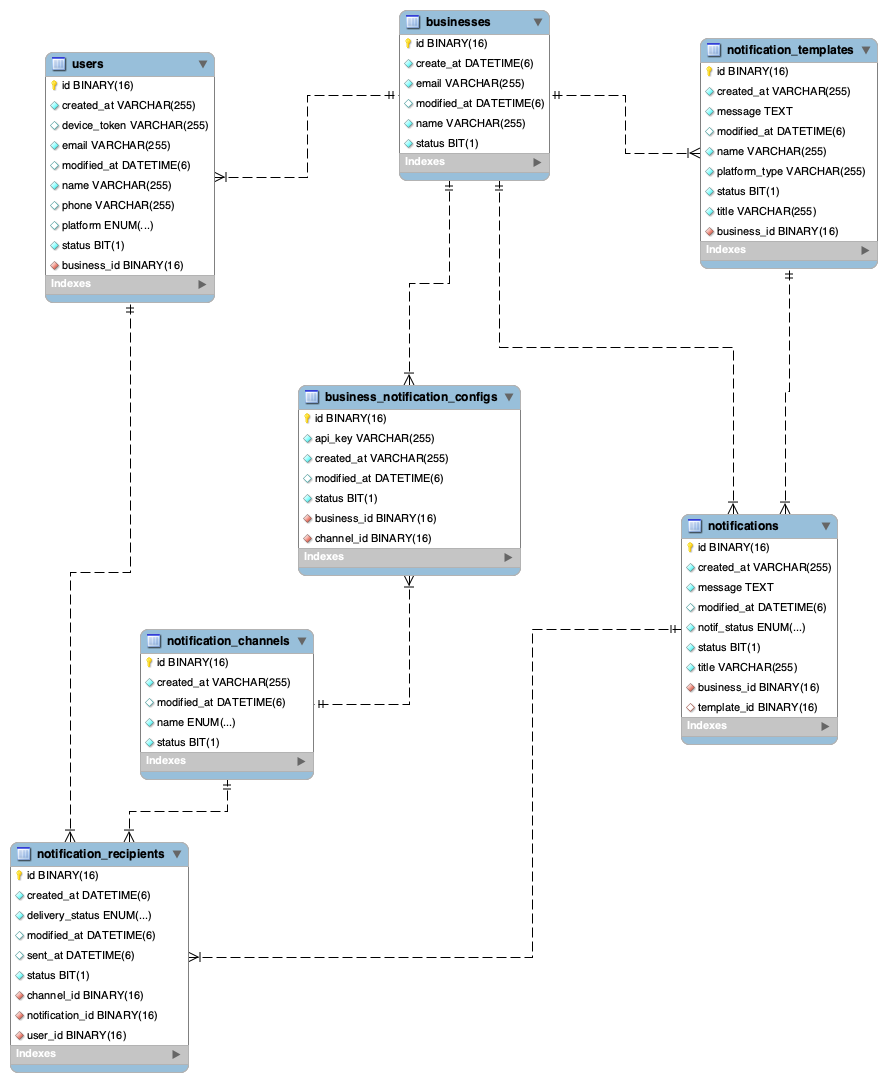 businesses
id BINARY(16)
create_at DATETIME(6)
email VARCHAR(255)
modified_at DATETIME(6)
name VARCHAR(255)
status BIT(1)
Indexes
users
id BINARY(16)
created_at VARCHAR(255)
device_token VARCHAR(255)
email VARCHAR(255)
modified_at DATETIME(6)
name VARCHAR(255)
phone VARCHAR(255)
platform ENUM(...)
status BIT(1)
business_id BINARY(16)
Indexes
notification_templates
id BINARY(16)
created_at VARCHAR(255)
message TEXT
modified_at DATETIME(6)
name VARCHAR(255)
platform_type VARCHAR(255)
status BIT(1)
title VARCHAR(255)
business_id BINARY(16)
Indexes
business_notification_configs
id BINARY(16)
api_key VARCHAR(255)
created_at VARCHAR(255)
modified_at DATETIME(6)
status BIT(1)
business_id BINARY(16)
channel_id BINARY(16)
Indexes
notifications
id BINARY(16)
created_at VARCHAR(255)
message TEXT
modified_at DATETIME(6)
notif_status ENUM(...)
status BIT(1)
title VARCHAR(255)
business_id BINARY(16)
template_id BINARY(16)
Indexes
notification_channels
id BINARY(16)
created_at VARCHAR(255)
modified_at DATETIME(6)
name ENUM(...)
status BIT(1)
Indexes
notification_recipients
id BINARY(16)
created_at DATETIME(6)
delivery_status ENUM(...)
modified_at DATETIME(6)
sent_at DATETIME(6)
status BIT(1)
channel_id BINARY(16)
notification_id BINARY(16)
user_id BINARY(16)
Indexes